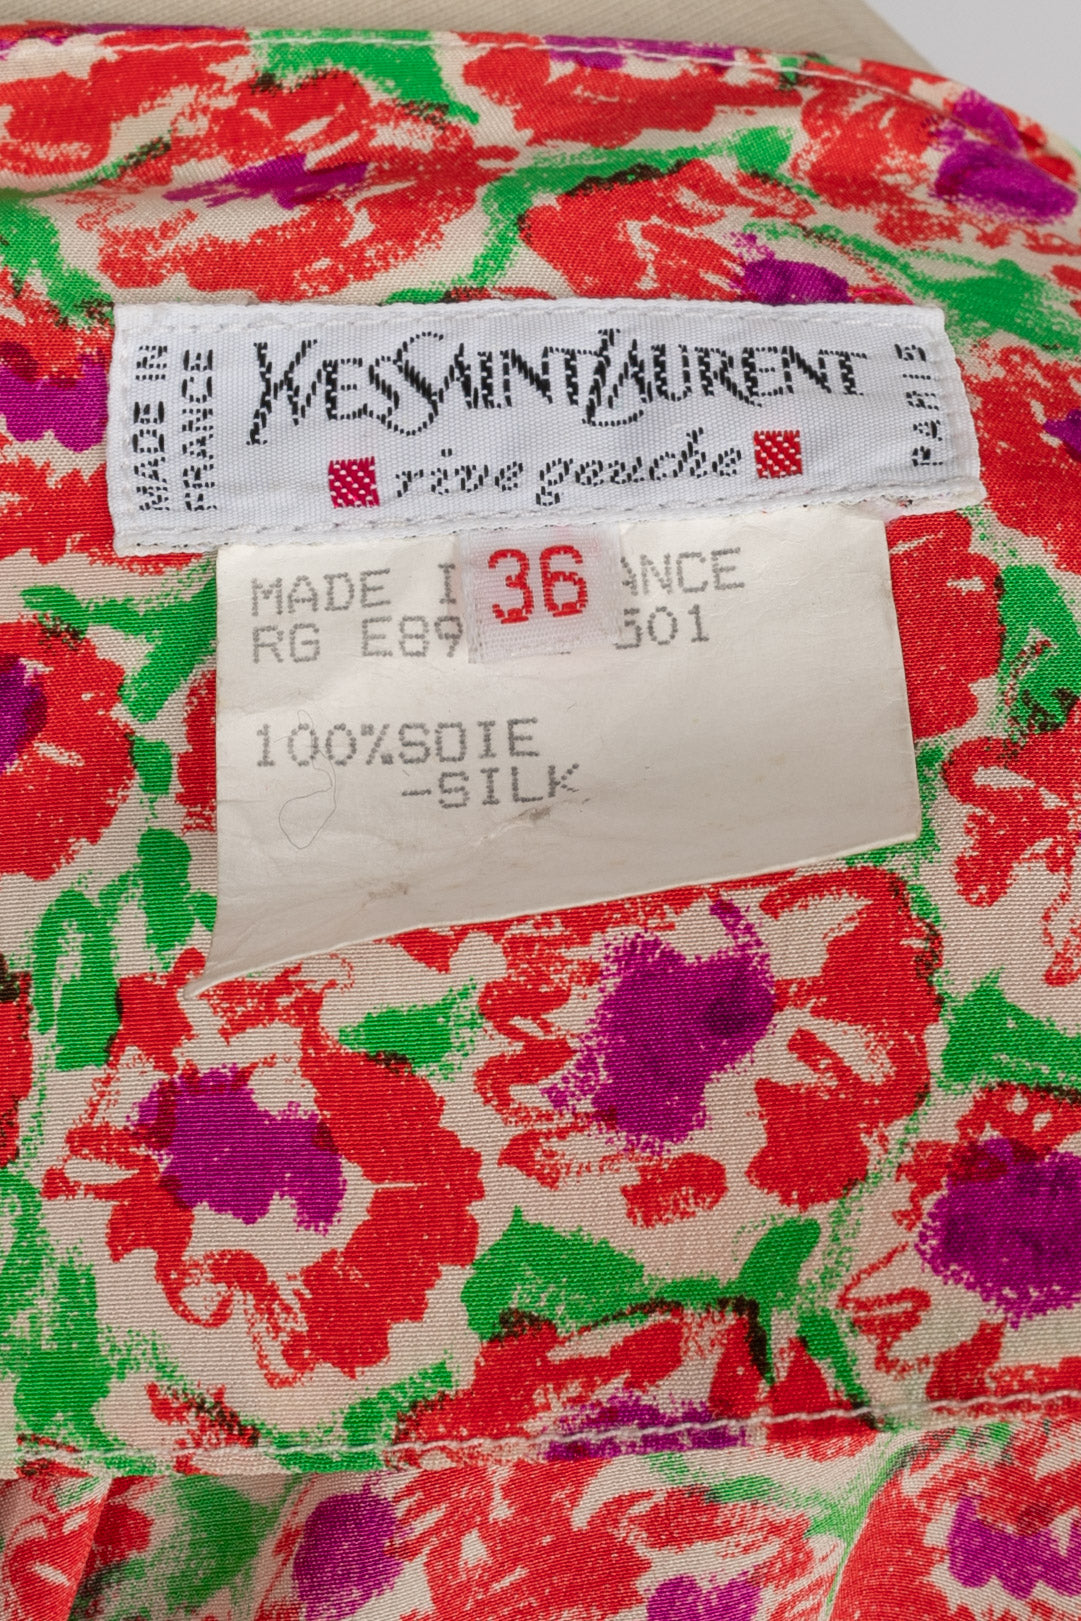 MADE IN
FRANCE
YVES SAINT LAURENT
rive gauche
PARIS
36
MADE I ANCE
RG E89 501
100%SOIE
-SILK